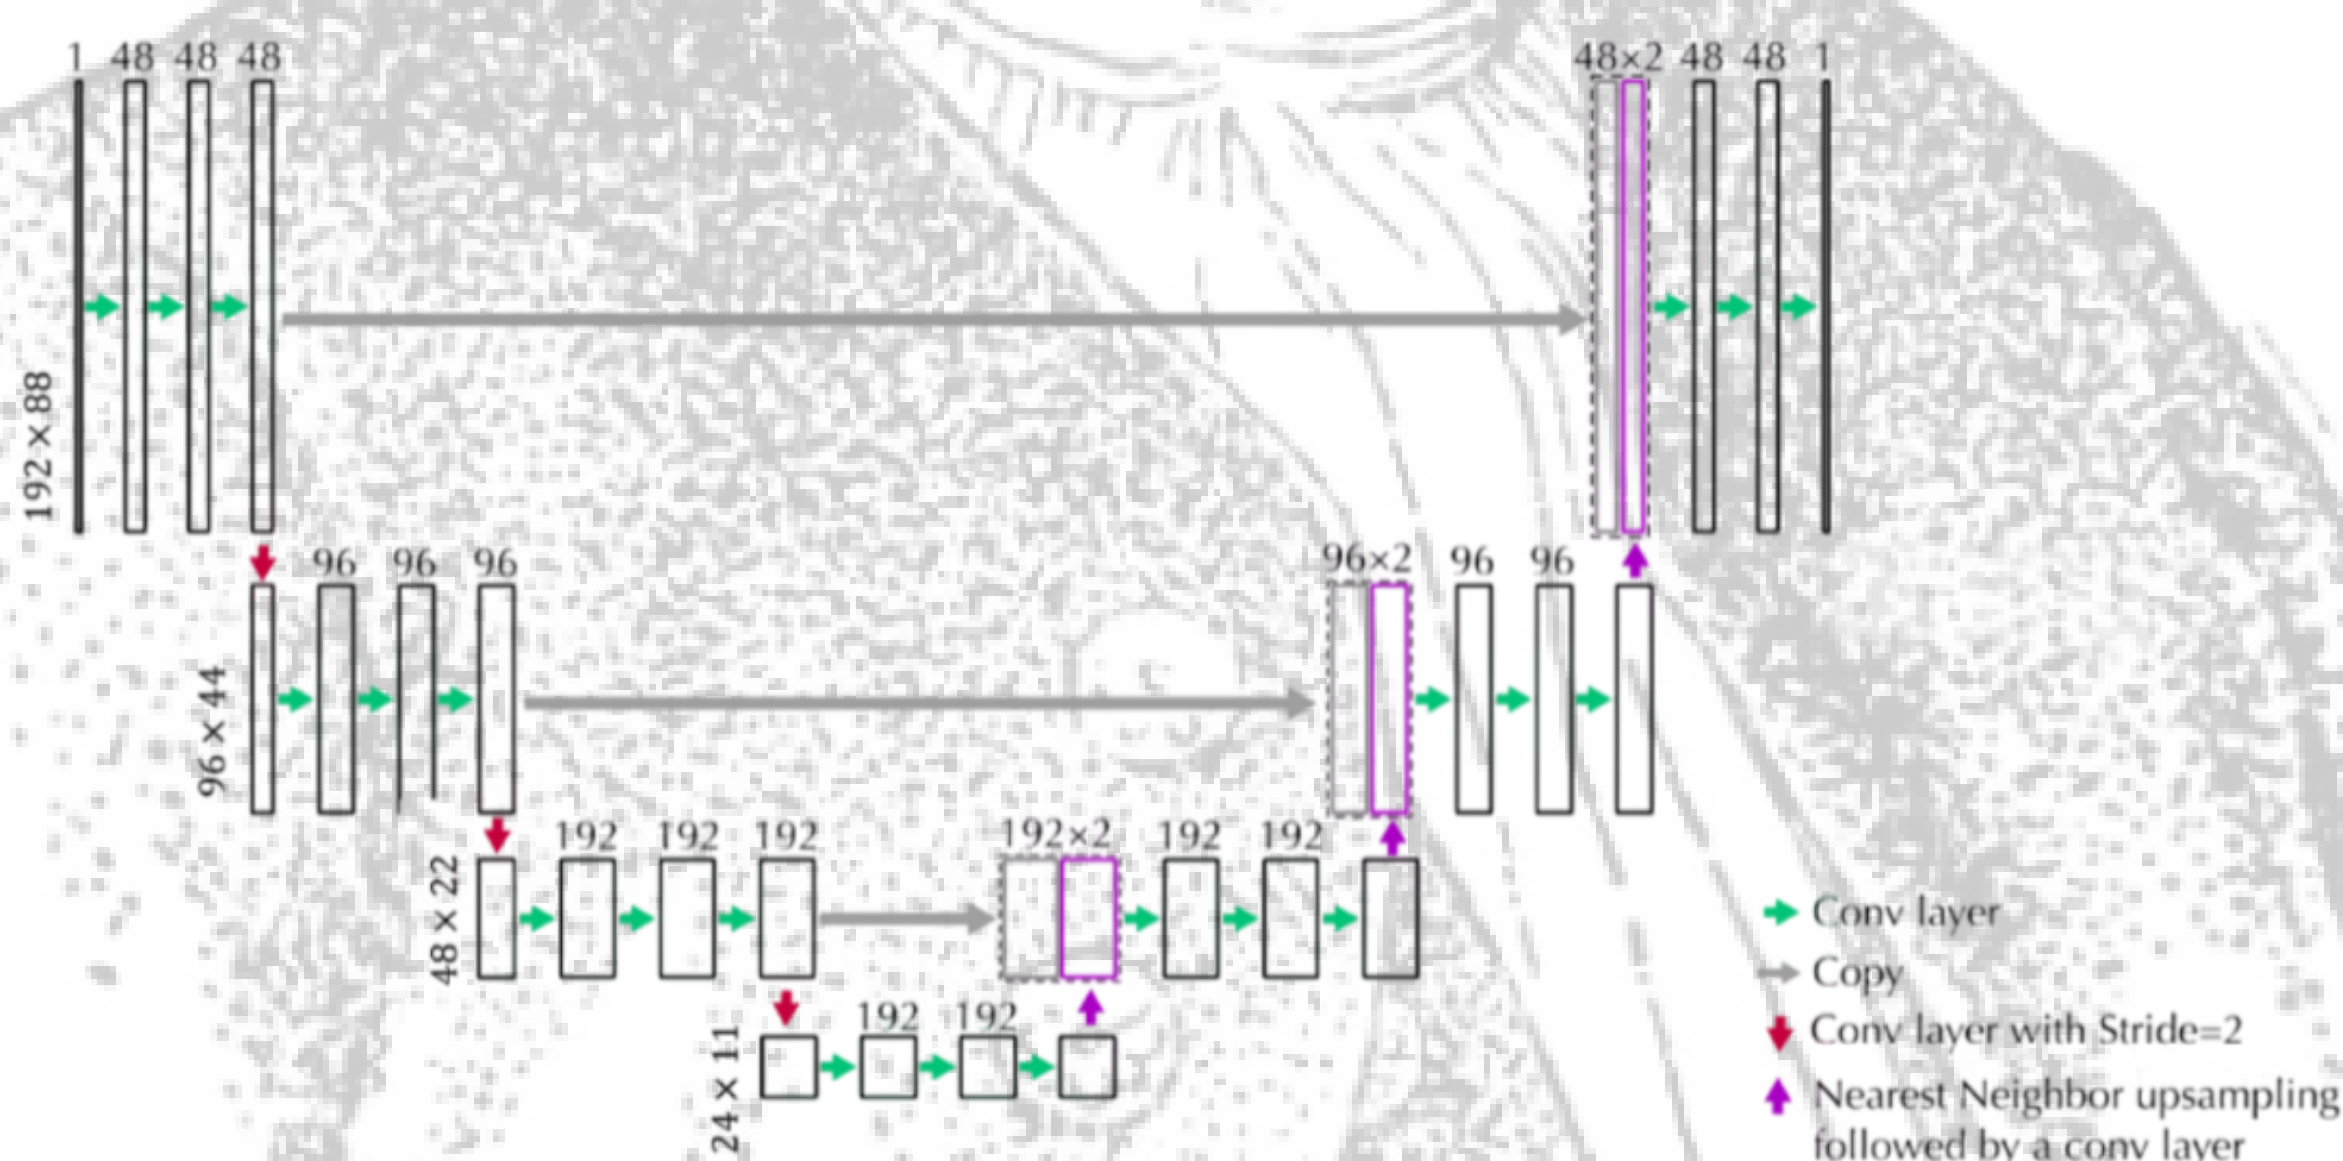 1 48 48 48
48×2 48 48 1
192×88
96 96 96
96×2 96 96
96×44
192 192 192
192×2 192 192
48×22
192 192
24×11
Conv layer
Copy
Conv layer with Stride=2
Nearest Neighbor upsampling
followed by a conv layer